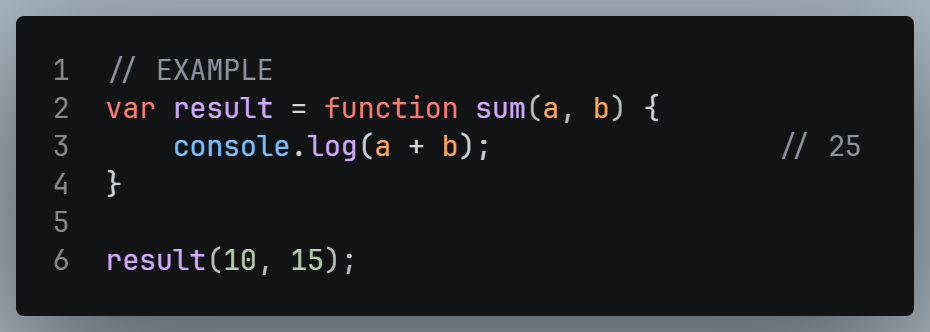 1 // EXAMPLE
2 var result = function sum(a, b) {
3     console.log(a + b);                 // 25
4 }
5
6 result(10, 15);